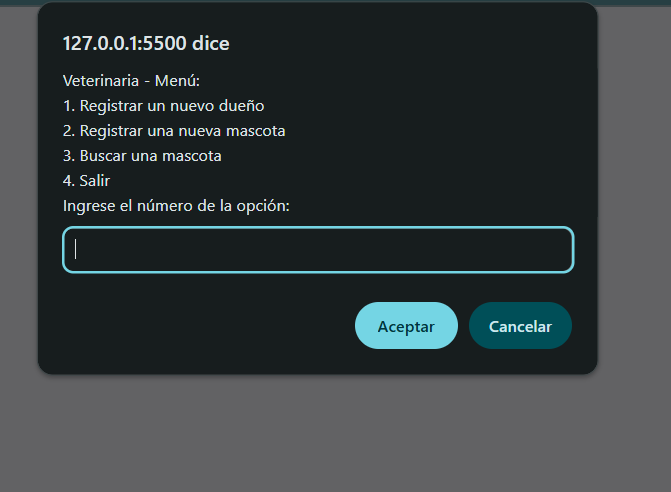 127.0.0.1:5500 dice
Veterinaria - Menú:
1. Registrar un nuevo dueño
2. Registrar una nueva mascota
3. Buscar una mascota
4. Salir
Ingrese el número de la opción:
Aceptar
Cancelar